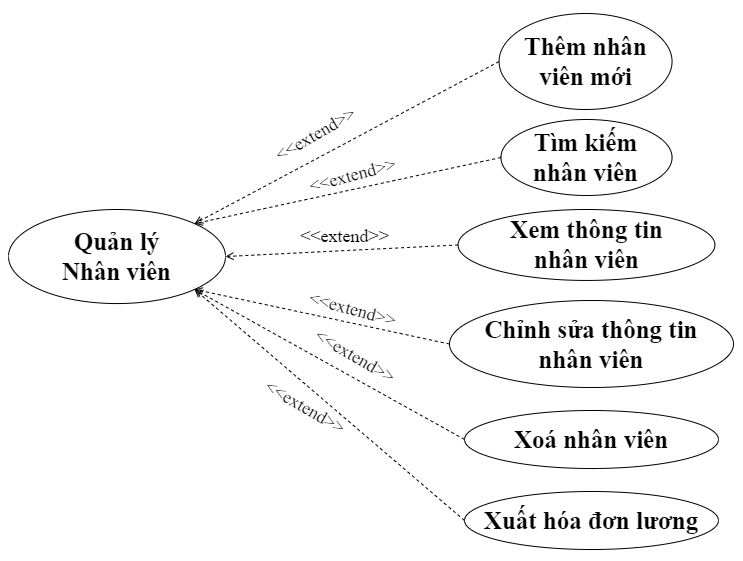 Thêm nhân
viên mới
<<extend>>
Tìm kiếm
nhân viên
<<extend>>
Quản lý
Nhân viên
<<extend>>
Xem thông tin
nhân viên
<<extend>>
Chỉnh sửa thông tin
nhân viên
<<extend>>
Xoá nhân viên
<<extend>>
Xuất hóa đơn lương